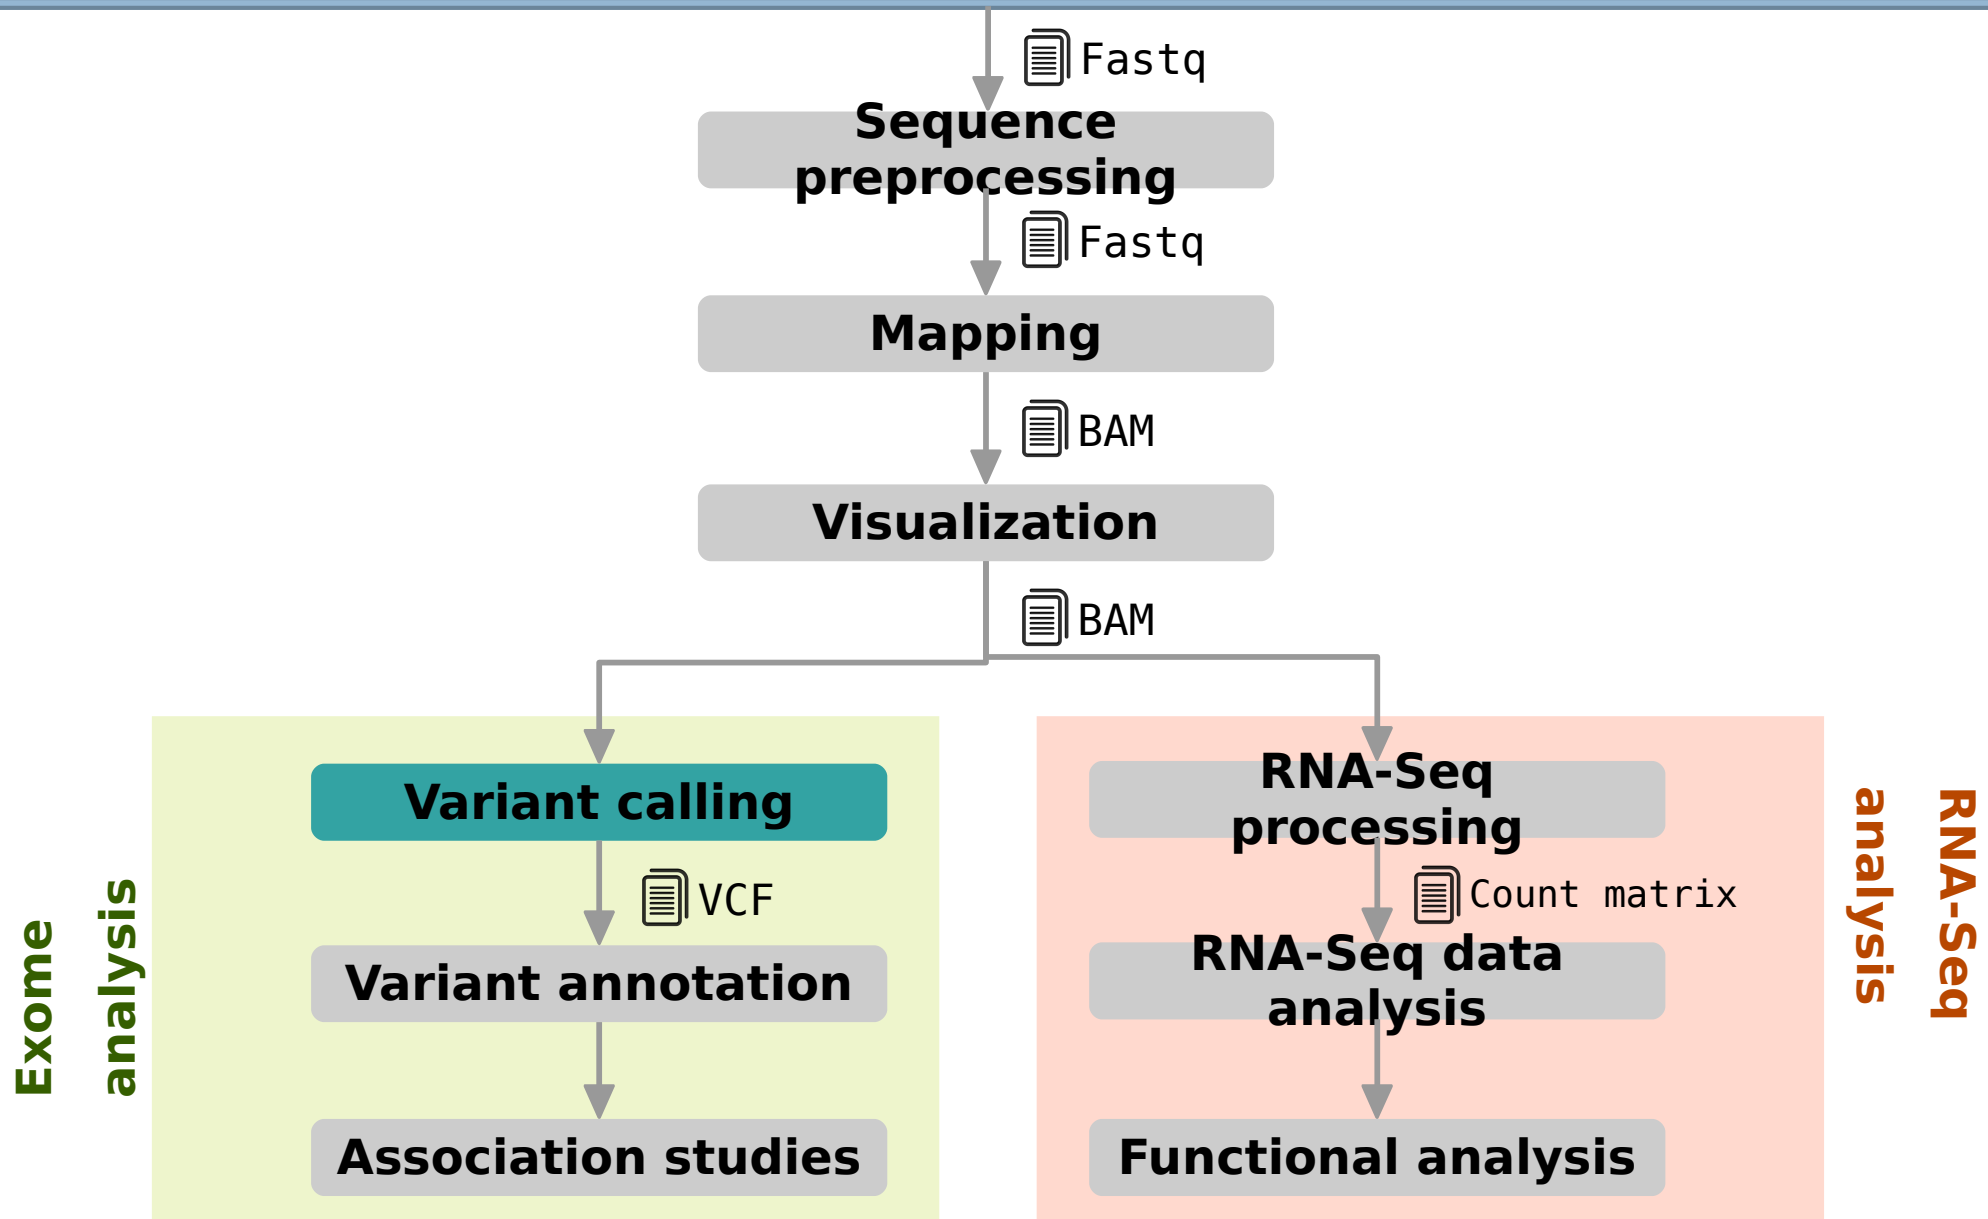 Fastq
Sequence
preprocessing
Fastq
Mapping
BAM
Visualization
BAM
Exome
analysis
Variant calling
VCF
Variant annotation
Association studies
RNA-Seq
processing
Count matrix
RNA-Seq data
analysis
Functional analysis
RNA-Seq
analysis